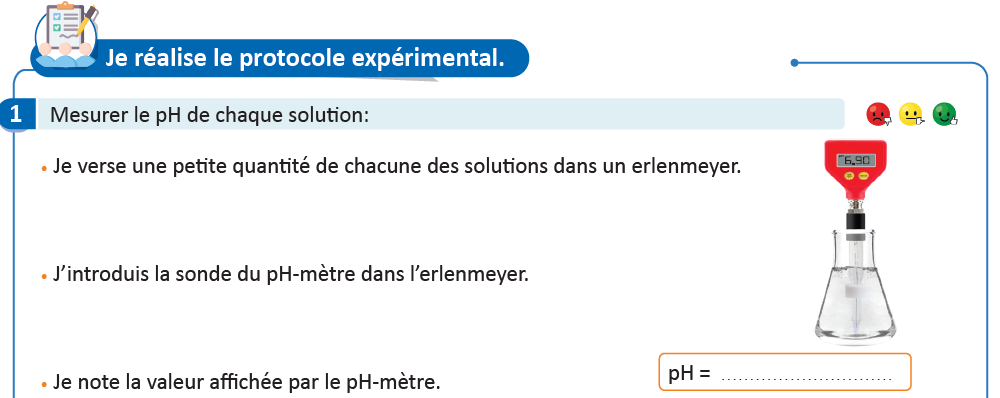 Je réalise le protocole expérimental.
1 Mesurer le pH de chaque solution:
• Je verse une petite quantité de chacune des solutions dans un erlenmeyer.
6.90
• J’introduis la sonde du pH-mètre dans l’erlenmeyer.
pH = ..............................
• Je note la valeur affichée par le pH-mètre.